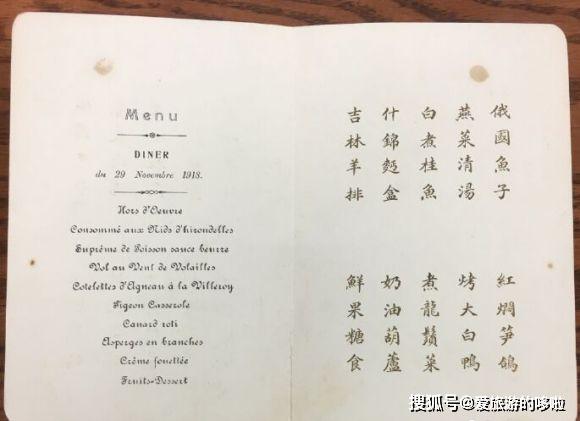 Menu
DINER
du 29 Novembre 1918.
Hors d'Oeuvre
Consommé aux Nids d'hirondelles
Suprême de Poisson sauce beurre
Vol au Vent de Volailles
Cotelettes d'Agneau à la Villeroy
Pigeon Casserole
Canard roti
Asperges en branches
Crême fouettée
Fruits-Dessert
俄國魚子
燕菜清湯
白煮桂魚
什錦麪盒
吉林羊排
紅燜笋鴿
烤大白鴨
煮龍鬚菜
奶油葫蘆
鮮果糖食
搜狐号@爱旅游的哆啦